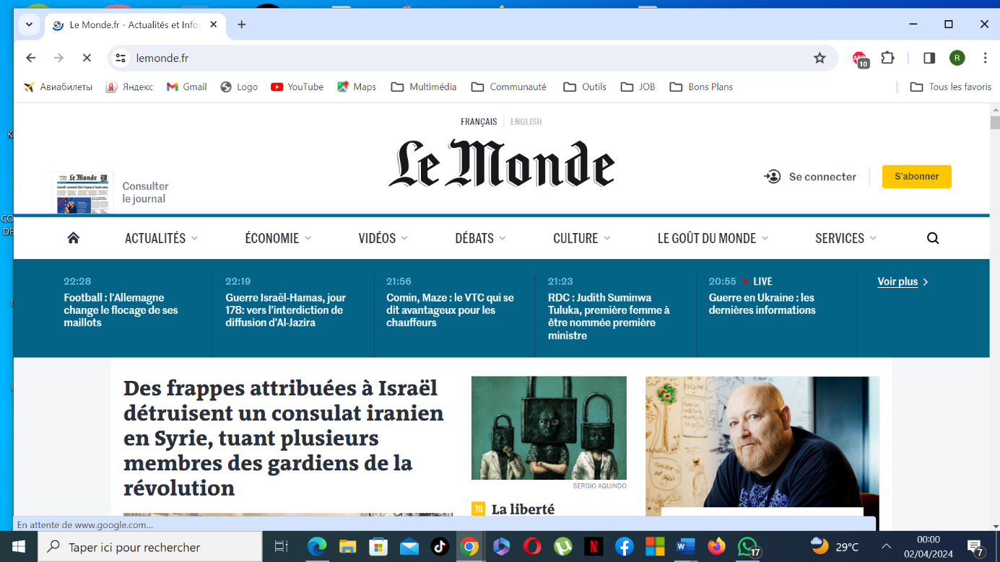 Le Monde.fr - Actualités et Infos
lemonde.fr
10
R
Авиабилеты
Яндекс
Gmail
Logo
YouTube
Maps
Multimédia
Communauté
Outils
JOB
Bons Plans
Tous les favoris
FRANÇAIS
ENGLISH
Le Monde
Le Monde
Consulter
le journal
Se connecter
S'abonner
ACTUALITÉS
ÉCONOMIE
VIDÉOS
DÉBATS
CULTURE
LE GOÛT DU MONDE
SERVICES
22:28
Football : l'Allemagne
change le flocage de ses
maillots
22:19
Guerre Israël-Hamas, jour
178: vers l'interdiction de
diffusion d'Al-Jazira
21:56
Comin, Maze : le VTC qui se
dit avantageux pour les
chauffeurs
21:23
RDC : Judith Suminwa
Tuluka, première femme à
être nommée première
ministre
20:55 LIVE
Guerre en Ukraine : les
dernières informations
Voir plus
Des frappes attribuées à Israël
détruisent un consulat iranien
en Syrie, tuant plusieurs
membres des gardiens de la
révolution
SERGIO AQUINDO
La liberté
En attente de www.google.com...
Taper ici pour rechercher
17
29°C
00:00
02/04/2024
7